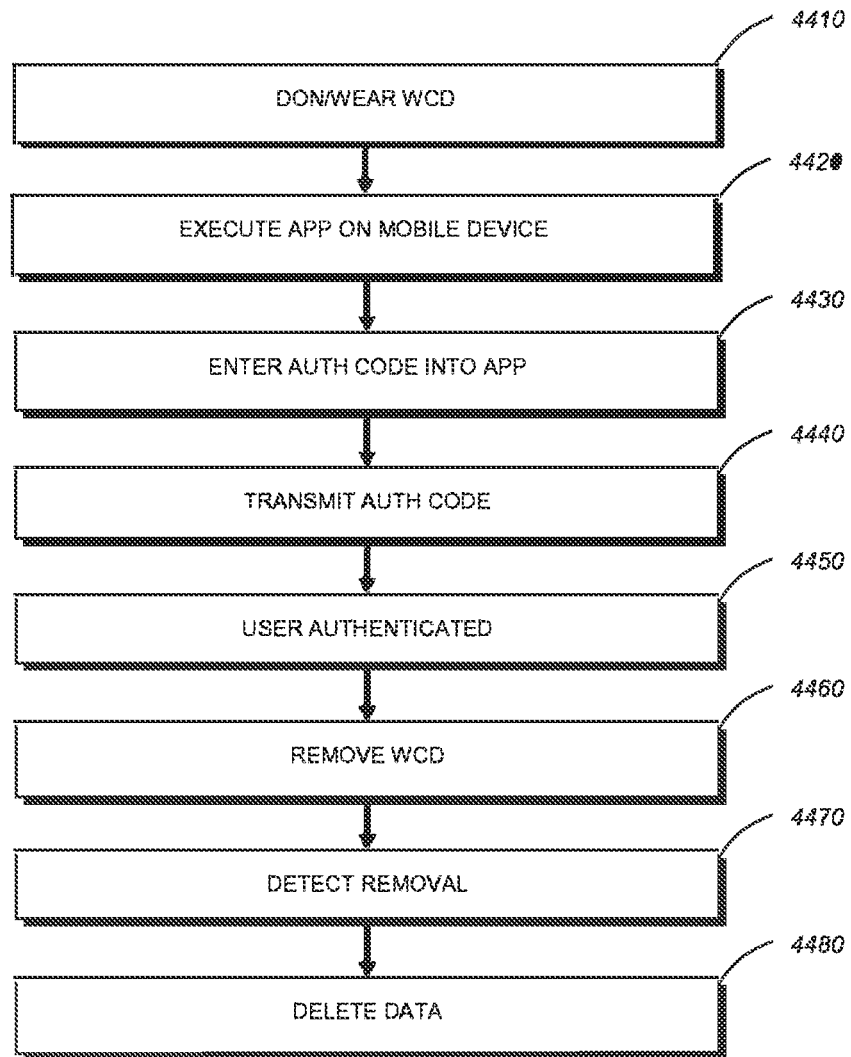 4410
DON/WEAR WCD
4420
EXECUTE APP ON MOBILE DEVICE
4430
ENTER AUTH CODE INTO APP
4440
TRANSMIT AUTH CODE
4450
USER AUTHENTICATED
4460
REMOVE WCD
4470
DETECT REMOVAL
4480
DELETE DATA